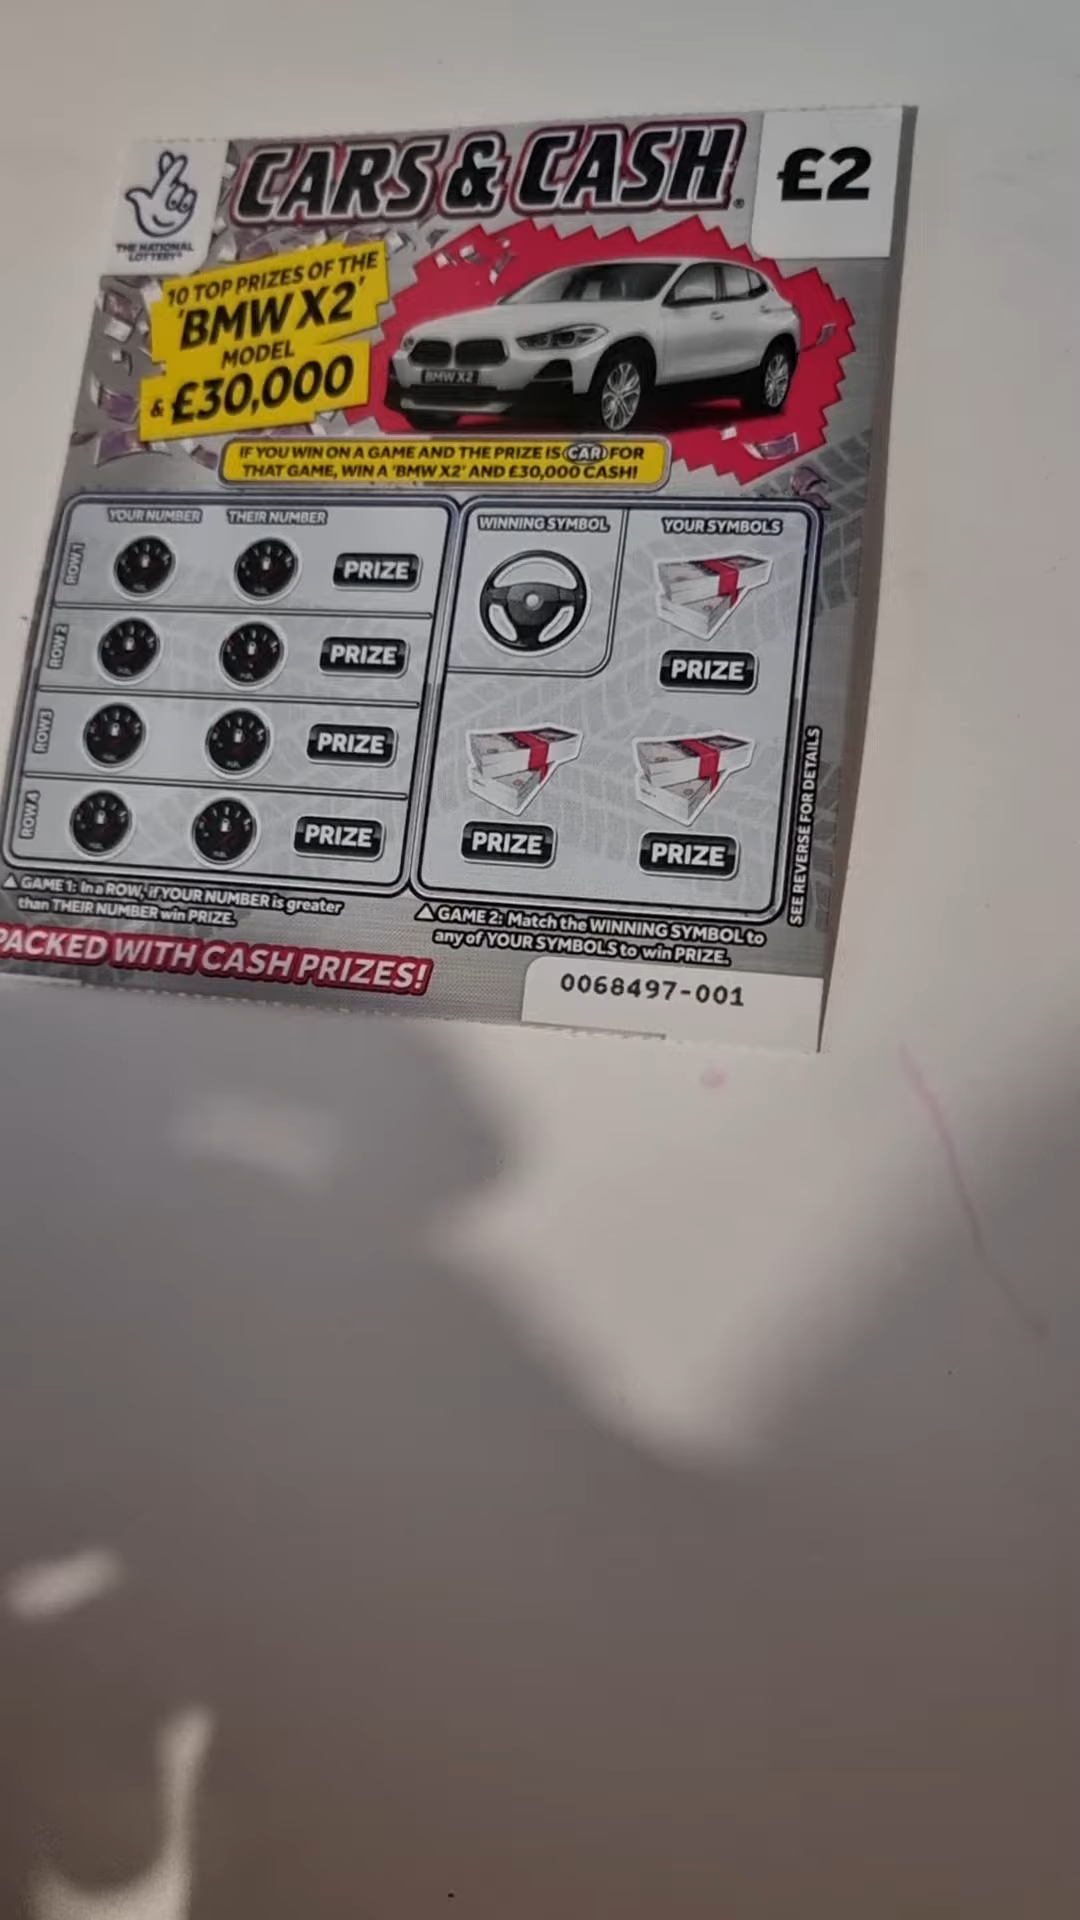 CARS & CASH
£2
THE NATIONAL
LOTTERY®
10 TOP PRIZES OF THE
'BMW X2'
MODEL
& £30,000
BMW X2
IF YOU WIN ON A GAME AND THE PRIZE IS CAR FOR
THAT GAME, WIN A 'BMW X2' AND £30,000 CASH!
YOUR NUMBER THEIR NUMBER
ROW 1 PRIZE
ROW 2 PRIZE
ROW 3 PRIZE
ROW 4 PRIZE
WINNING SYMBOL YOUR SYMBOLS
PRIZE
PRIZE PRIZE
SEE REVERSE FOR DETAILS
▲ GAME 1: In a ROW, if YOUR NUMBER is greater
than THEIR NUMBER win PRIZE.
▲ GAME 2: Match the WINNING SYMBOL to
any of YOUR SYMBOLS to win PRIZE.
PACKED WITH CASH PRIZES!
0068497-001